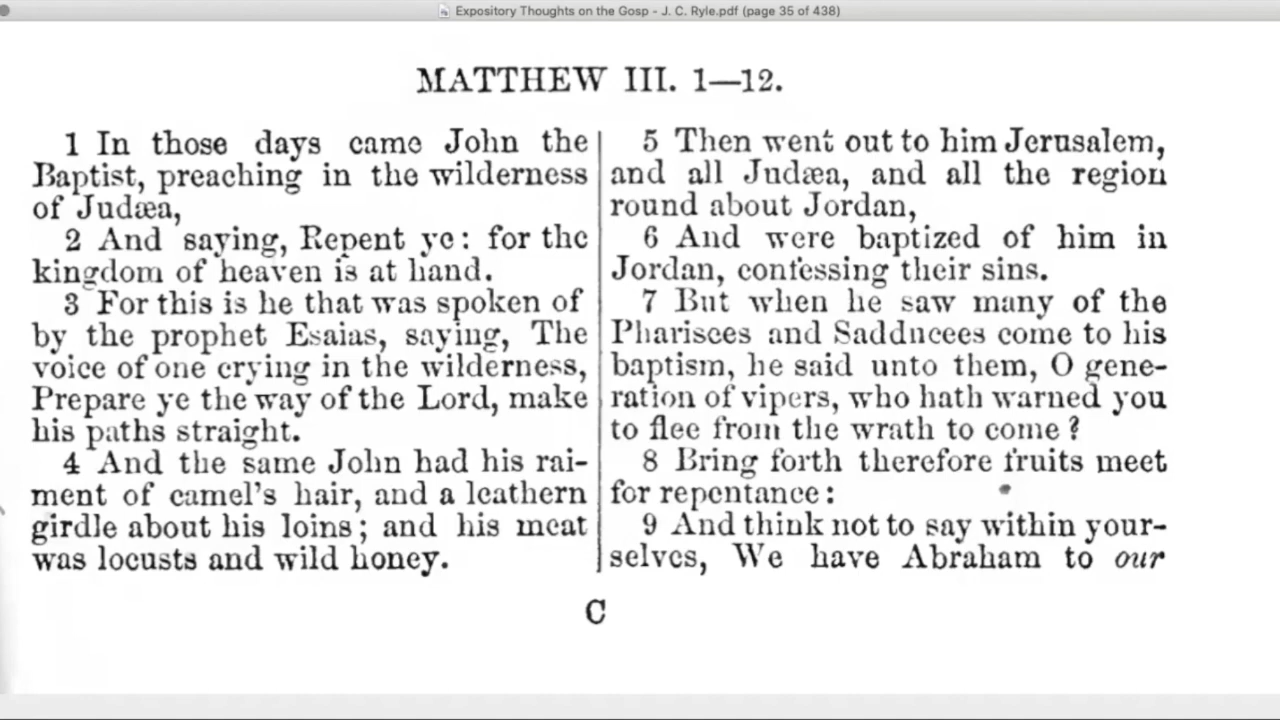 Expository Thoughts on the Gosp - J. C. Ryle.pdf (page 35 of 438)
MATTHEW III. 1—12.
1 In those days came John the
Baptist, preaching in the wilderness
of Judæa,
2 And saying, Repent ye: for the
kingdom of heaven is at hand.
3 For this is he that was spoken of
by the prophet Esaias, saying, The
voice of one crying in the wilderness,
Prepare ye the way of the Lord, make
his paths straight.
4 And the same John had his rai-
ment of camel's hair, and a leathern
girdle about his loins; and his meat
was locusts and wild honey.
5 Then went out to him Jerusalem,
and all Judæa, and all the region
round about Jordan,
6 And were baptized of him in
Jordan, confessing their sins.
7 But when he saw many of the
Pharisees and Sadducees come to his
baptism, he said unto them, O gene-
ration of vipers, who hath warned you
to flee from the wrath to come?
8 Bring forth therefore fruits meet
for repentance:
9 And think not to say within your-
selves, We have Abraham to our
C